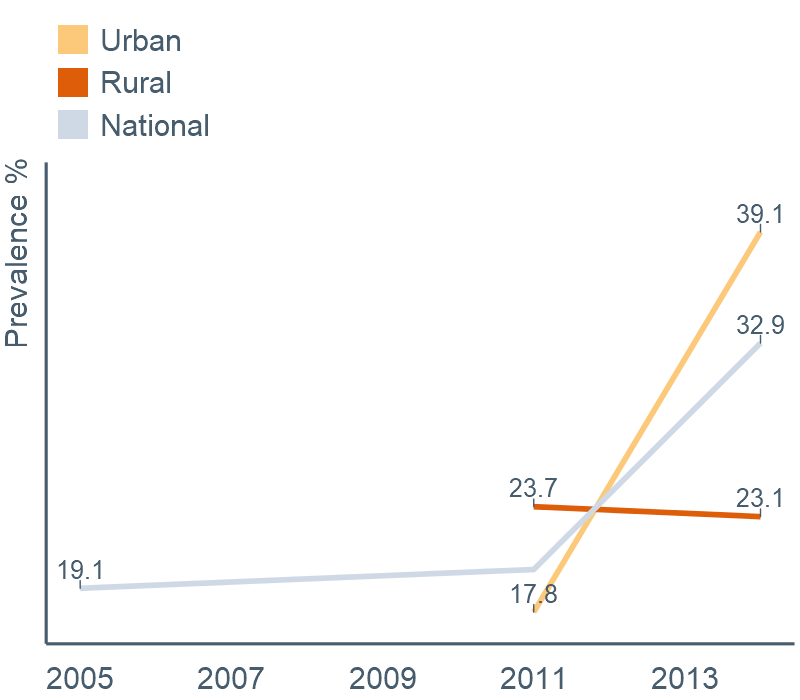 Urban
Rural
National
Prevalence %
39.1
32.9
23.7
23.1
19.1
17.8
2005 2007 2009 2011 2013